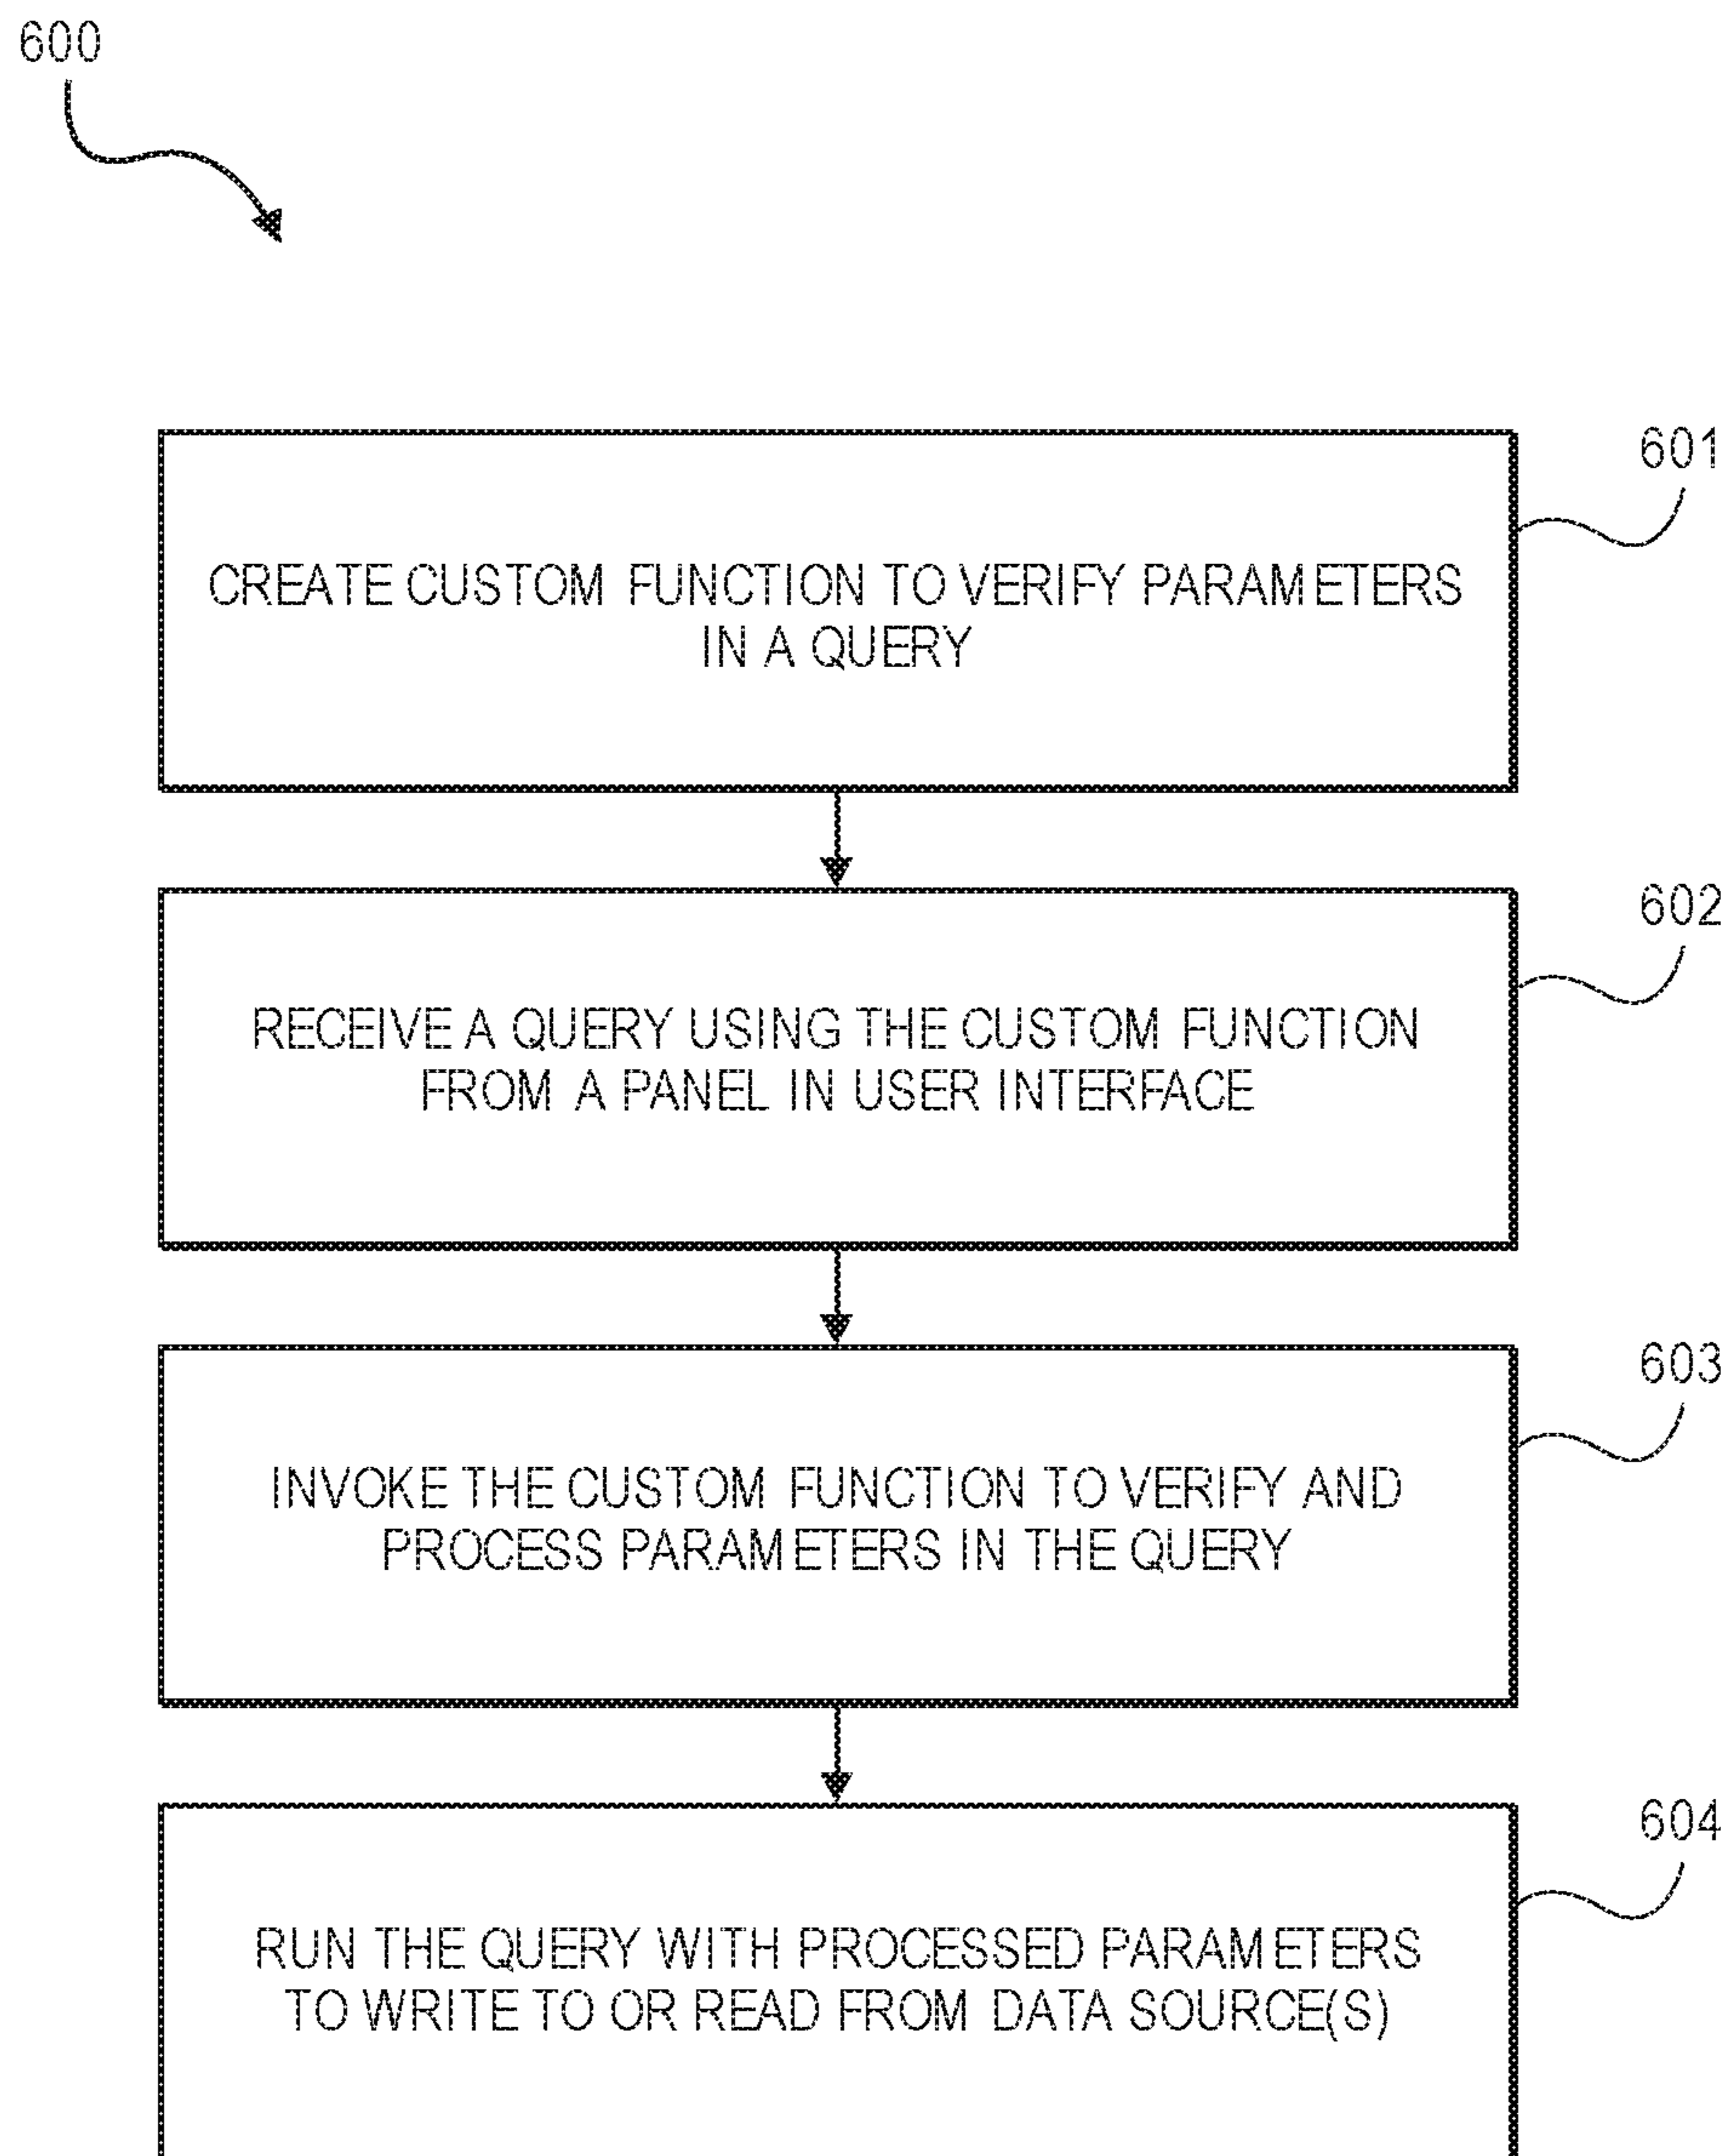 600
601
CREATE CUSTOM FUNCTION TO VERIFY PARAMETERS
IN A QUERY
602
RECEIVE A QUERY USING THE CUSTOM FUNCTION
FROM A PANEL IN USER INTERFACE
603
INVOKE THE CUSTOM FUNCTION TO VERIFY AND
PROCESS PARAMETERS IN THE QUERY
604
RUN THE QUERY WITH PROCESSED PARAMETERS
TO WRITE TO OR READ FROM DATA SOURCE(S)